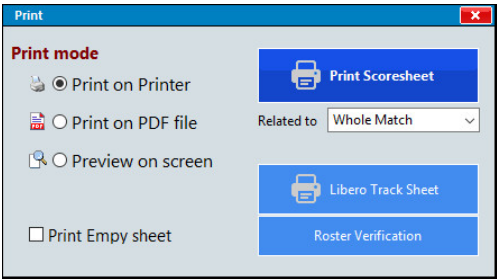 Print
Print mode
Print on Printer
Print on PDF file
Preview on screen
Print Empy sheet
Print Scoresheet
Related to Whole Match
Libero Track Sheet
Roster Verification